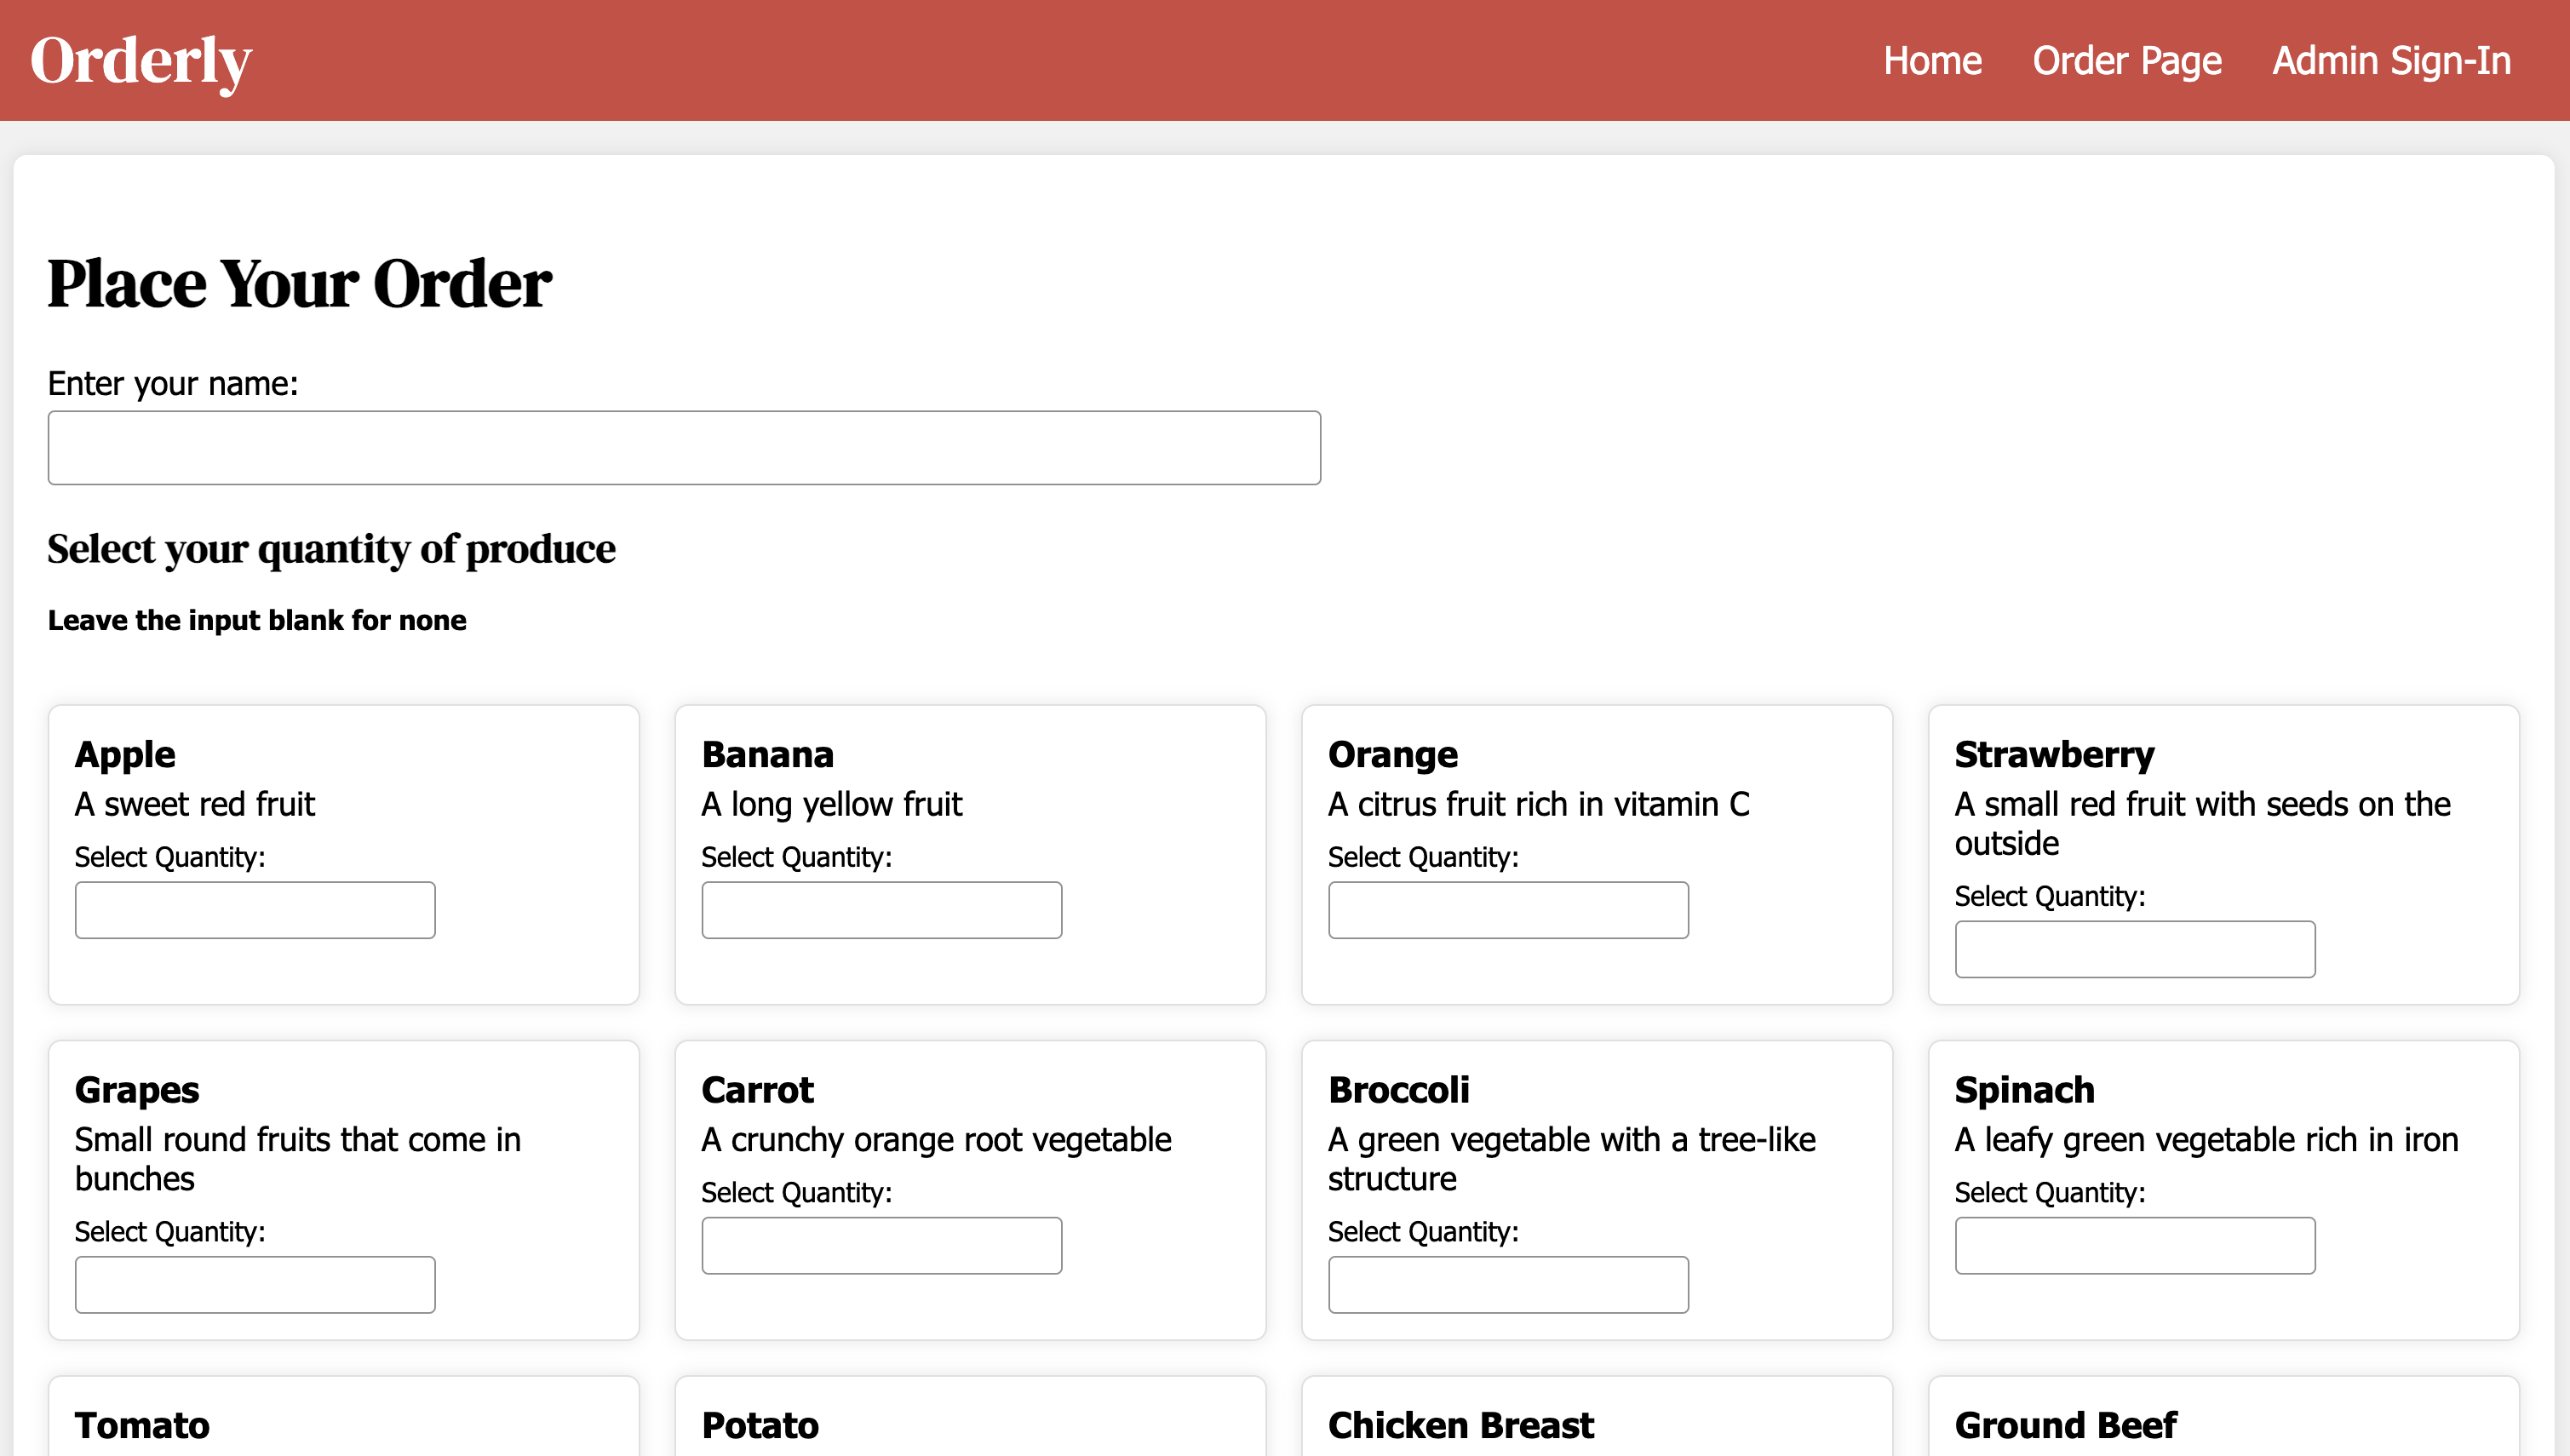 Orderly
Home Order Page Admin Sign-In
Place Your Order
Enter your name:
Select your quantity of produce
Leave the input blank for none
Apple
A sweet red fruit
Select Quantity:
Banana
A long yellow fruit
Select Quantity:
Orange
A citrus fruit rich in vitamin C
Select Quantity:
Strawberry
A small red fruit with seeds on the
outside
Select Quantity:
Grapes
Small round fruits that come in
bunches
Select Quantity:
Carrot
A crunchy orange root vegetable
Select Quantity:
Broccoli
A green vegetable with a tree-like
structure
Select Quantity:
Spinach
A leafy green vegetable rich in iron
Select Quantity:
Tomato
Potato
Chicken Breast
Ground Beef